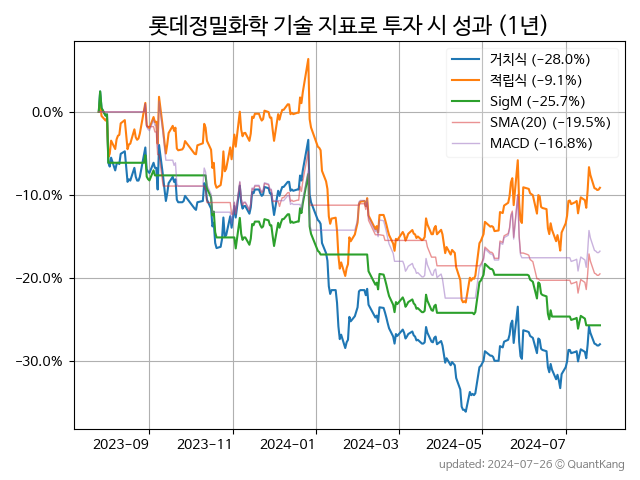 롯데정밀화학 기술 지표로 투자 시 성과 (1년)
거치식 (−28.0%)
적립식 (−9.1%)
SigM (−25.7%)
SMA(20) (−19.5%)
MACD (−16.8%)
0.0%
−10.0%
−20.0%
−30.0%
2023-09 2023-11 2024-01 2024-03 2024-05 2024-07
updated: 2024-07-26 © QuantKang